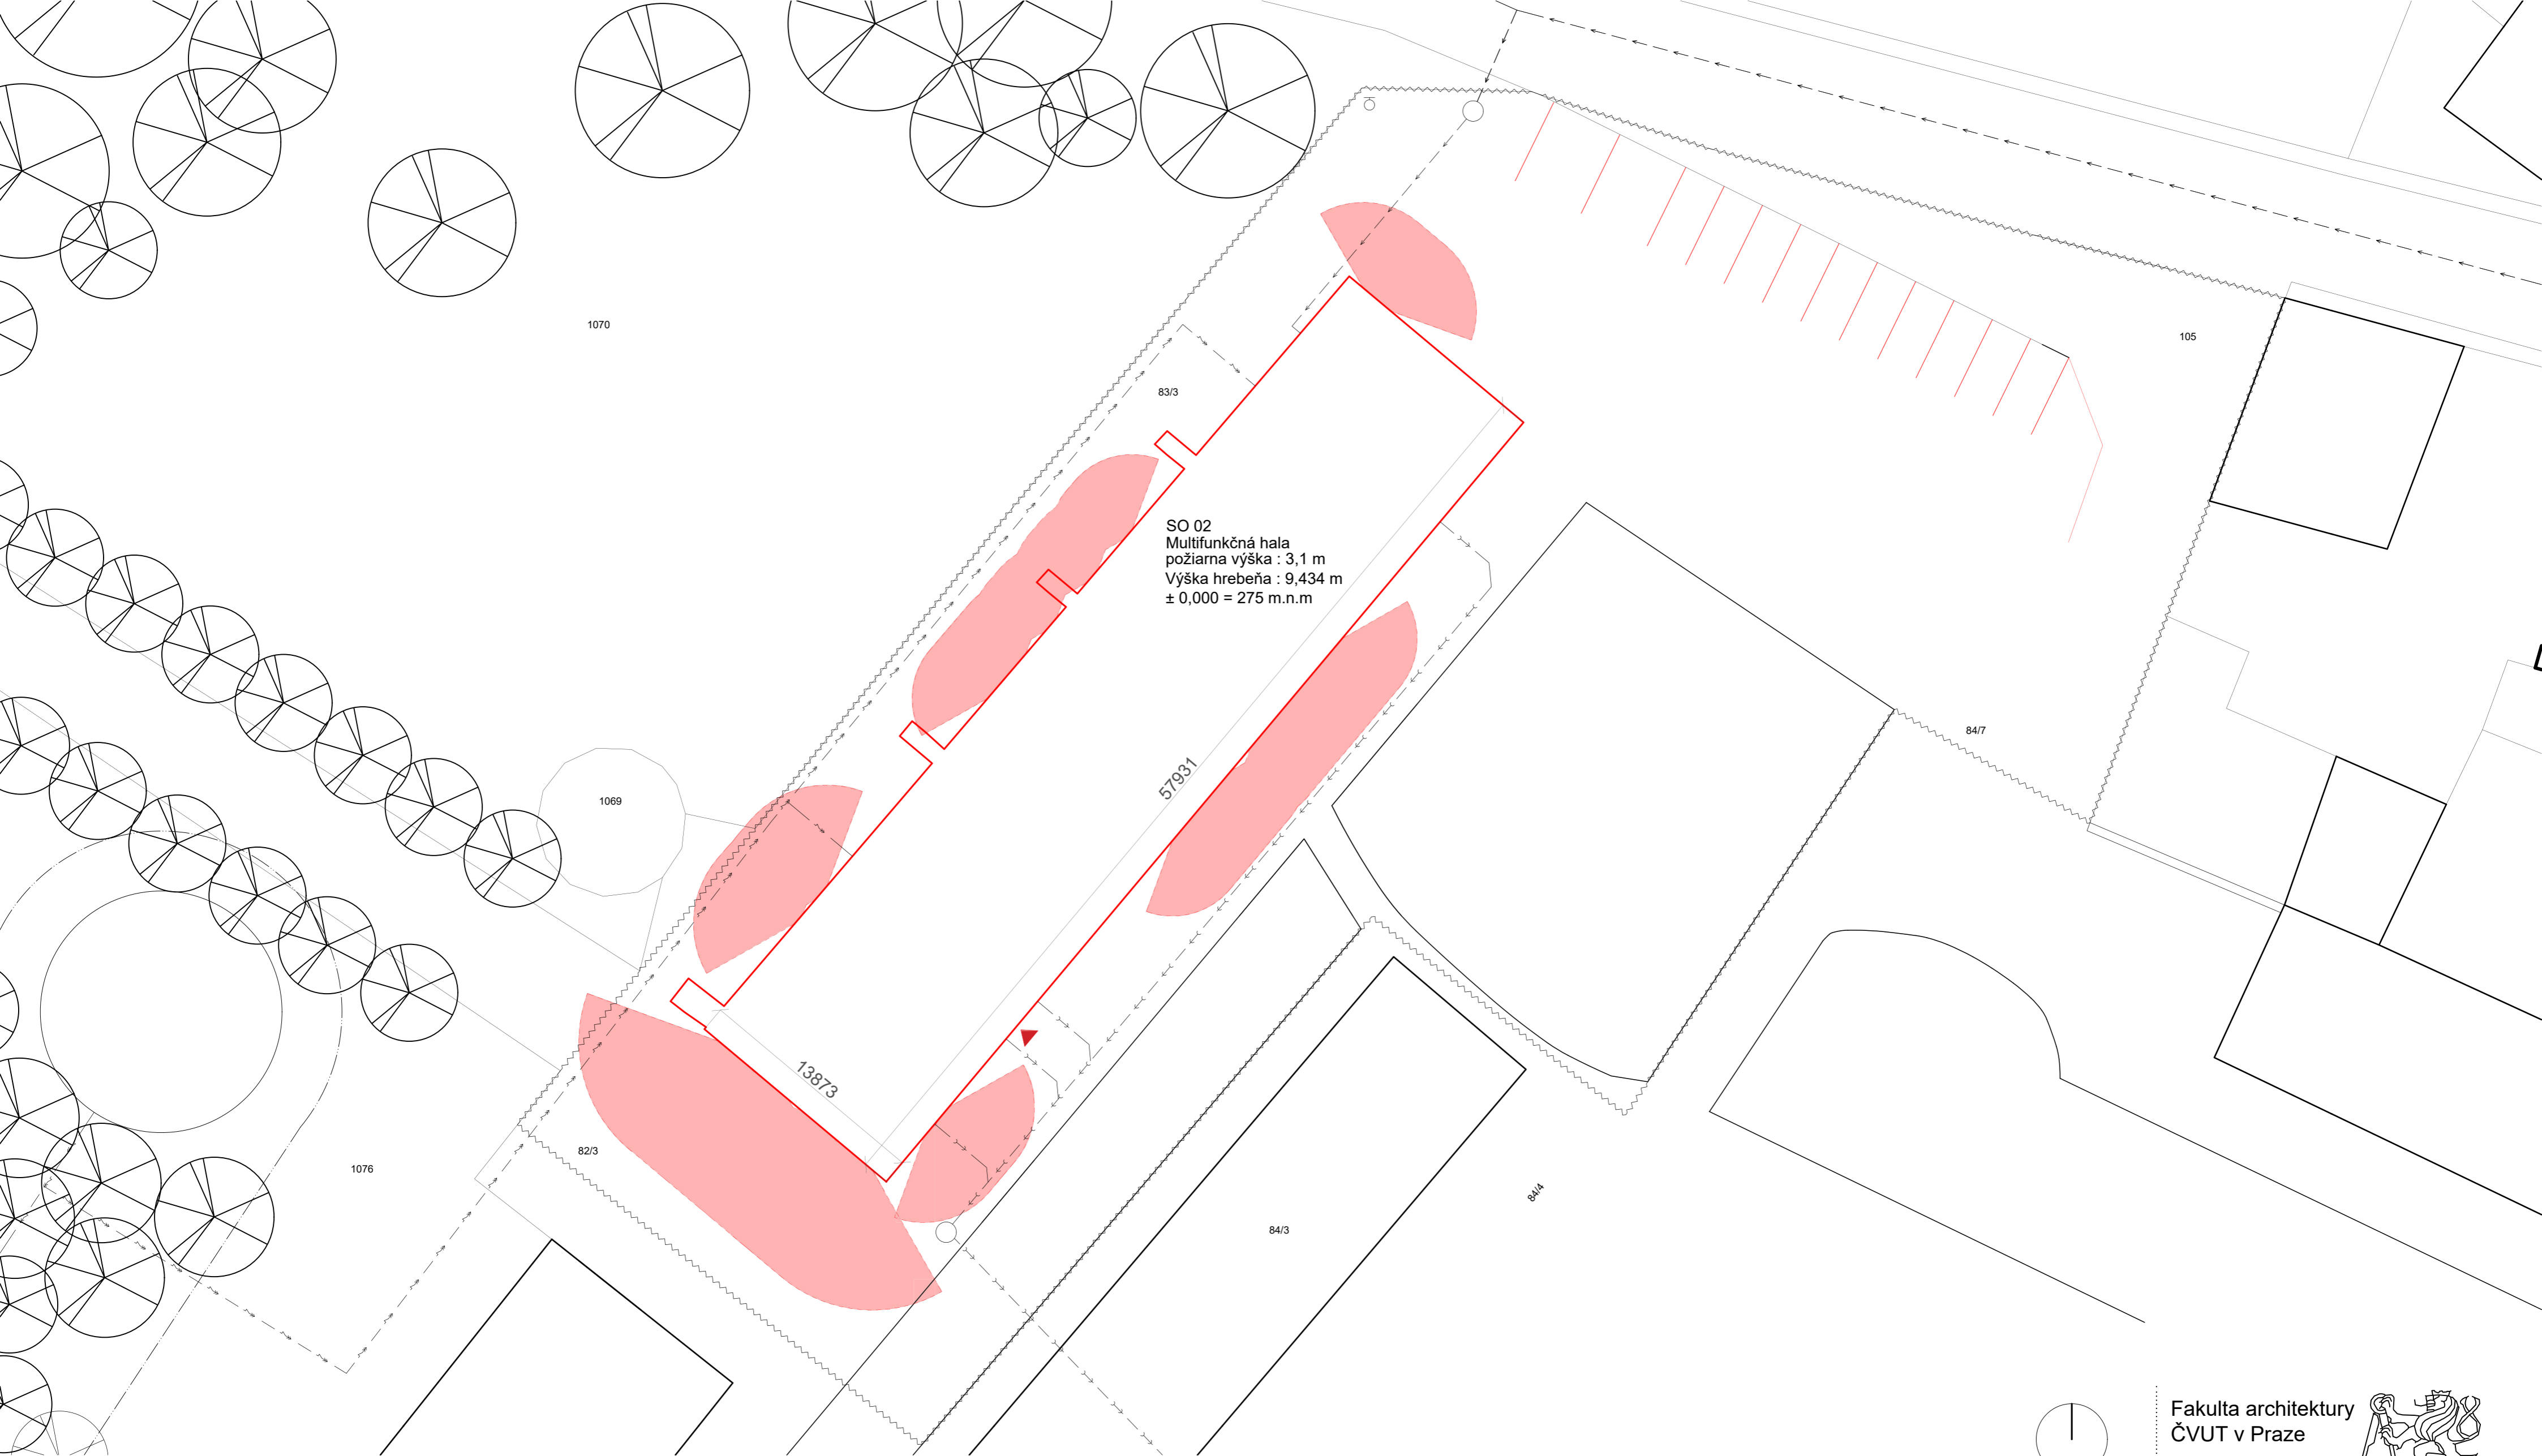 1070
105
83/3
SO 02
Multifunkčná hala
požiarna výška : 3,1 m
Výška hrebeňa : 9,434 m
± 0,000 = 275 m.n.m
84/7
57931
1069
13873
82/3
1076
84/4
84/3
Fakulta architektury
ČVUT v Praze